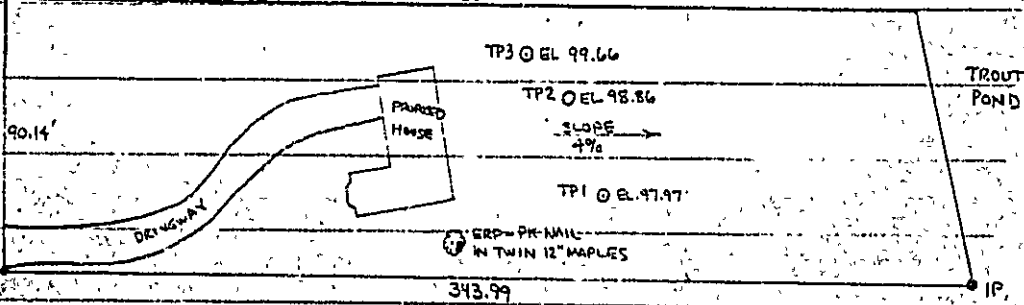 TP3 ⊙ EL 99.66
TROUT
POND
TP2 O EL 98.86
PROPOSED
HOUSE
90.14'
SLOPE
4%
TP1 ⊙ EL. 97.97'
DRIVEWAY
ERP-PK-NAIL
IN TWIN 12" MAPLES
343.99
IP